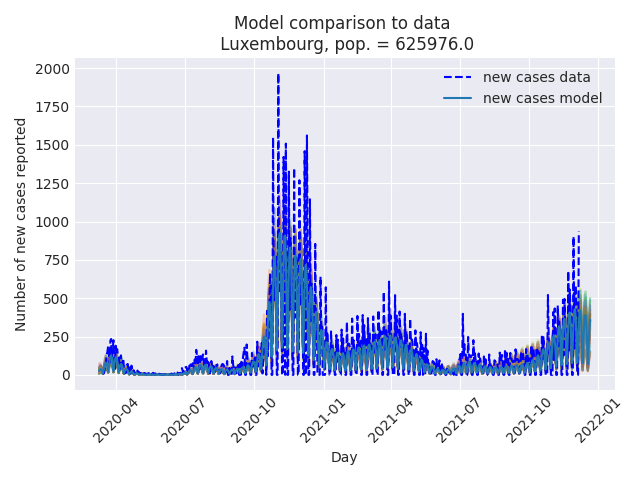 Model comparison to data
Luxembourg, pop. = 625976.0
new cases data
new cases model
Number of new cases reported
2000
1750
1500
1250
1000
750
500
250
0
2020-04
2020-07
2020-10
2021-01
2021-04
2021-07
2021-10
2022-01
Day